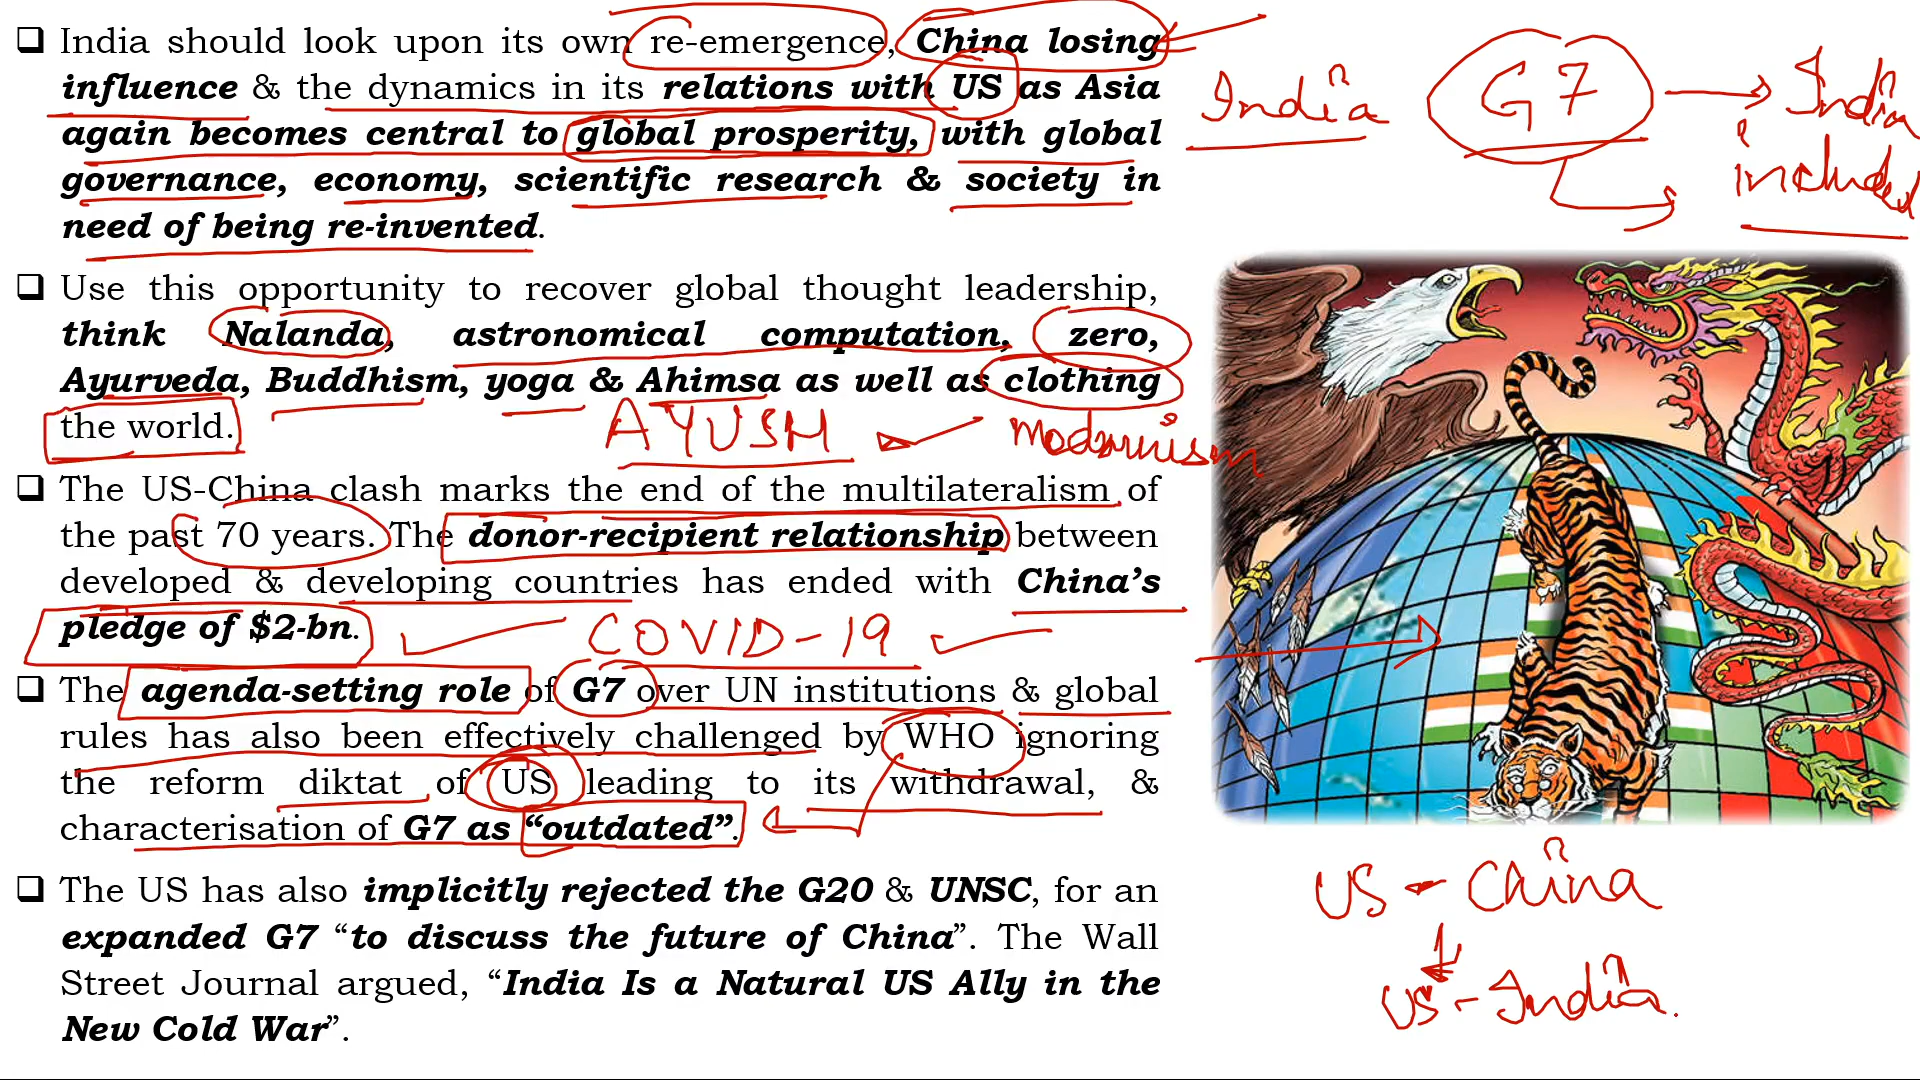 ❑ India should look upon its own re-emergence, China losing
influence & the dynamics in its relations with US as Asia
again becomes central to global prosperity, with global
governance, economy, scientific research & society in
need of being re-invented.
❑ Use this opportunity to recover global thought leadership,
think Nalanda, astronomical computation, zero,
Ayurveda, Buddhism, yoga & Ahimsa as well as clothing
the world.
AYUSH
modernism
❑ The US-China clash marks the end of the multilateralism of
the past 70 years. The donor-recipient relationship between
developed & developing countries has ended with China’s
pledge of $2-bn.
COVID-19
❑ The agenda-setting role of G7 over UN institutions & global
rules has also been effectively challenged by WHO ignoring
the reform diktat of US leading to its withdrawal, &
characterisation of G7 as “outdated”.
❑ The US has also implicitly rejected the G20 & UNSC, for an
expanded G7 “to discuss the future of China”. The Wall
Street Journal argued, “India Is a Natural US Ally in the
New Cold War”.
India
G7
India
included
US - China
US - India